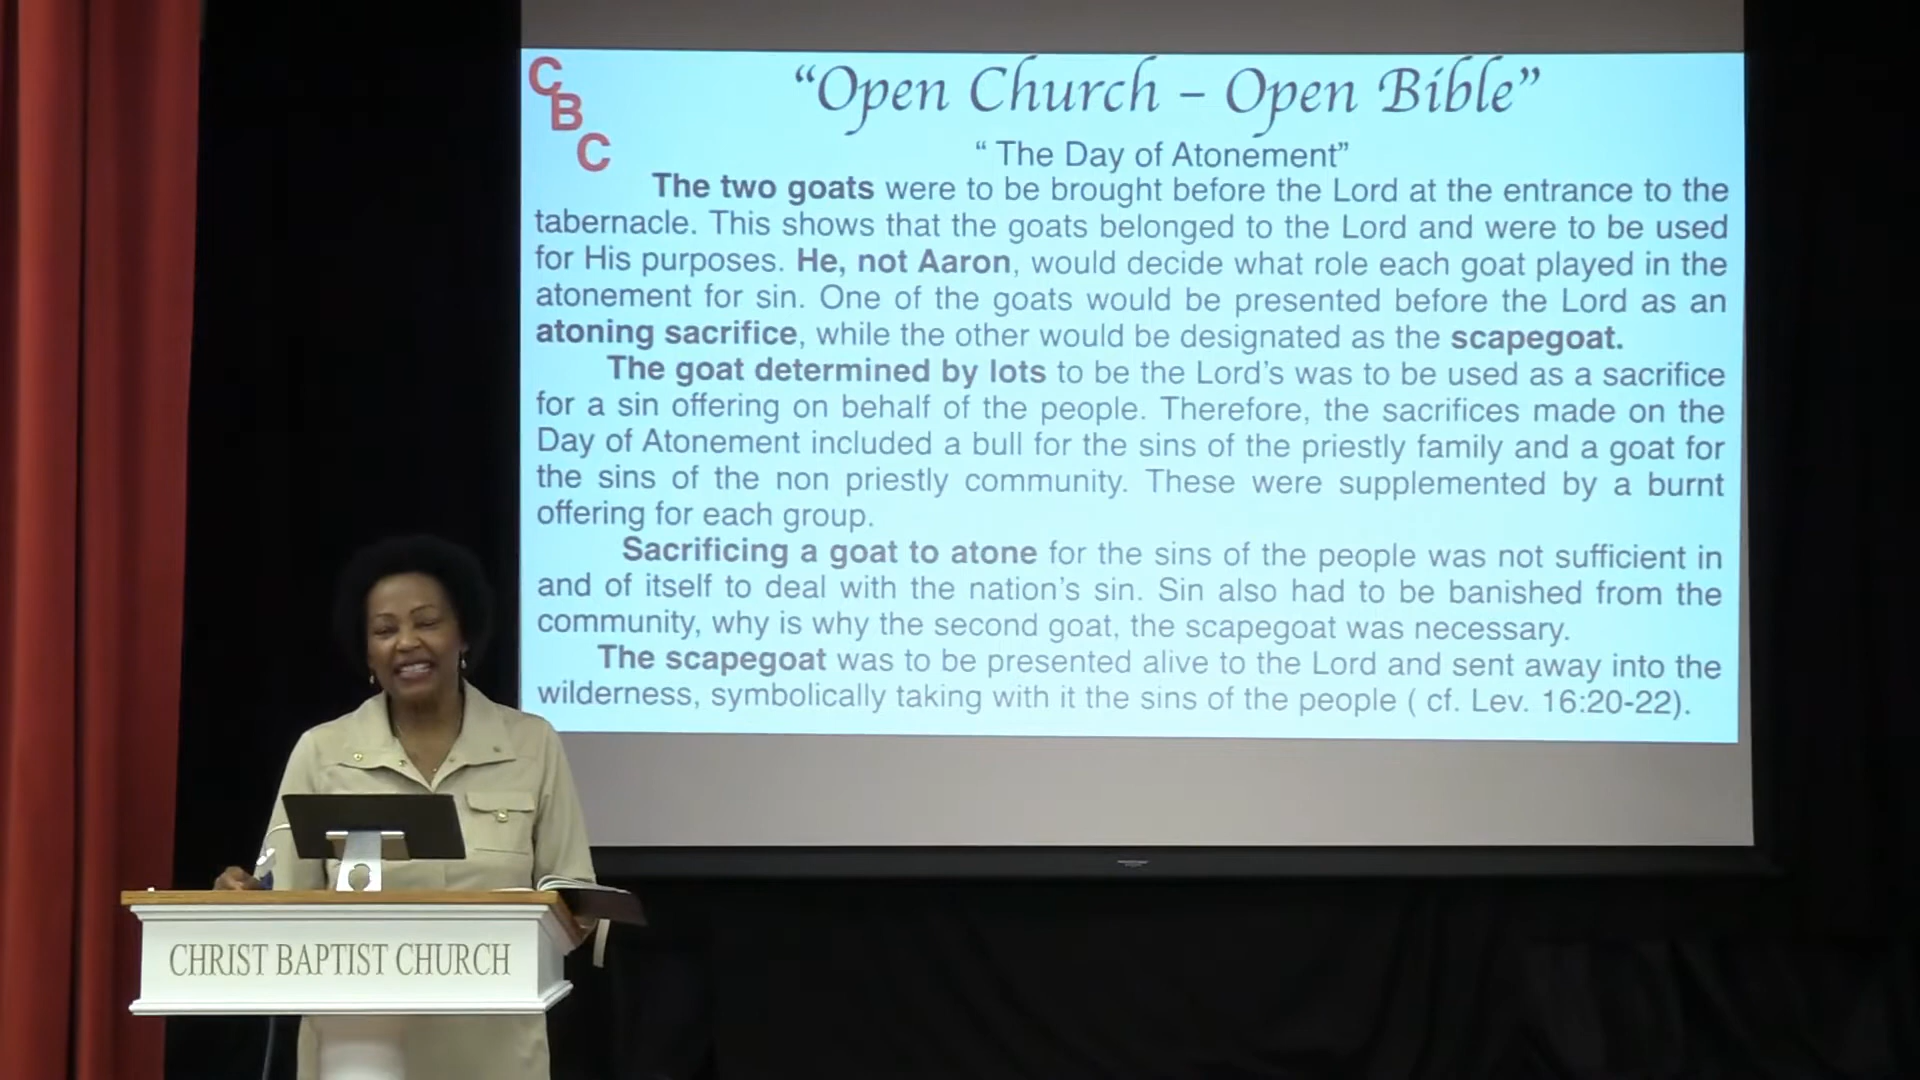 C
B
C
“Open Church – Open Bible”
“ The Day of Atonement”
The two goats were to be brought before the Lord at the entrance to the
tabernacle. This shows that the goats belonged to the Lord and were to be used
for His purposes. He, not Aaron, would decide what role each goat played in the
atonement for sin. One of the goats would be presented before the Lord as an
atoning sacrifice, while the other would be designated as the scapegoat.
The goat determined by lots to be the Lord’s was to be used as a sacrifice
for a sin offering on behalf of the people. Therefore, the sacrifices made on the
Day of Atonement included a bull for the sins of the priestly family and a goat for
the sins of the non priestly community. These were supplemented by a burnt
offering for each group.
Sacrificing a goat to atone for the sins of the people was not sufficient in
and of itself to deal with the nation’s sin. Sin also had to be banished from the
community, why is why the second goat, the scapegoat was necessary.
The scapegoat was to be presented alive to the Lord and sent away into the
wilderness, symbolically taking with it the sins of the people ( cf. Lev. 16:20-22).
CHRIST BAPTIST CHURCH